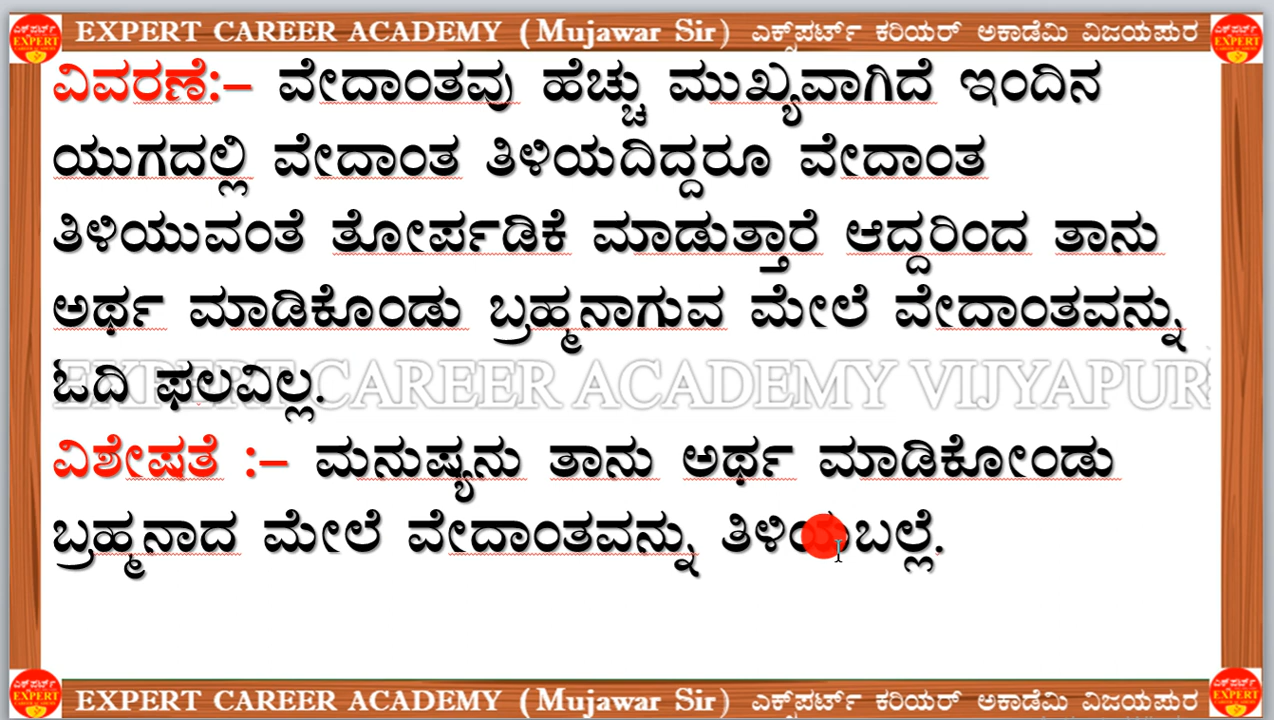 EXPERT CAREER ACADEMY (Mujawar Sir) ಎಕ್ಸ್‌ಪರ್ಟ್ ಕರಿಯರ್ ಅಕಾಡೆಮಿ ವಿಜಯಪುರ
ವಿವರಣೆ:– ವೇದಾಂತವು ಹೆಚ್ಚು ಮುಖ್ಯವಾಗಿದೆ ಇಂದಿನ
ಯುಗದಲ್ಲಿ ವೇದಾಂತ ತಿಳಿಯದಿದ್ದರೂ ವೇದಾಂತ
ತಿಳಿಯುವಂತೆ ತೋರ್ಪಡಿಕೆ ಮಾಡುತ್ತಾರೆ ಆದ್ದರಿಂದ ತಾನು
ಅರ್ಥ ಮಾಡಿಕೊಂಡು ಬ್ರಹ್ಮನಾಗುವ ಮೇಲೆ ವೇದಾಂತವನ್ನು
ಓದಿ ಫಲವಿಲ್ಲ.
EXPERT CAREER ACADEMY VIJYAPUR
ವಿಶೇಷತೆ :– ಮನುಷ್ಯನು ತಾನು ಅರ್ಥ ಮಾಡಿಕೋಂಡು
ಬ್ರಹ್ಮನಾದ ಮೇಲೆ ವೇದಾಂತವನ್ನು ತಿಳಿಯಬಲ್ಲೆ.
EXPERT CAREER ACADEMY (Mujawar Sir) ಎಕ್ಸ್‌ಪರ್ಟ್ ಕರಿಯರ್ ಅಕಾಡೆಮಿ ವಿಜಯಪುರ